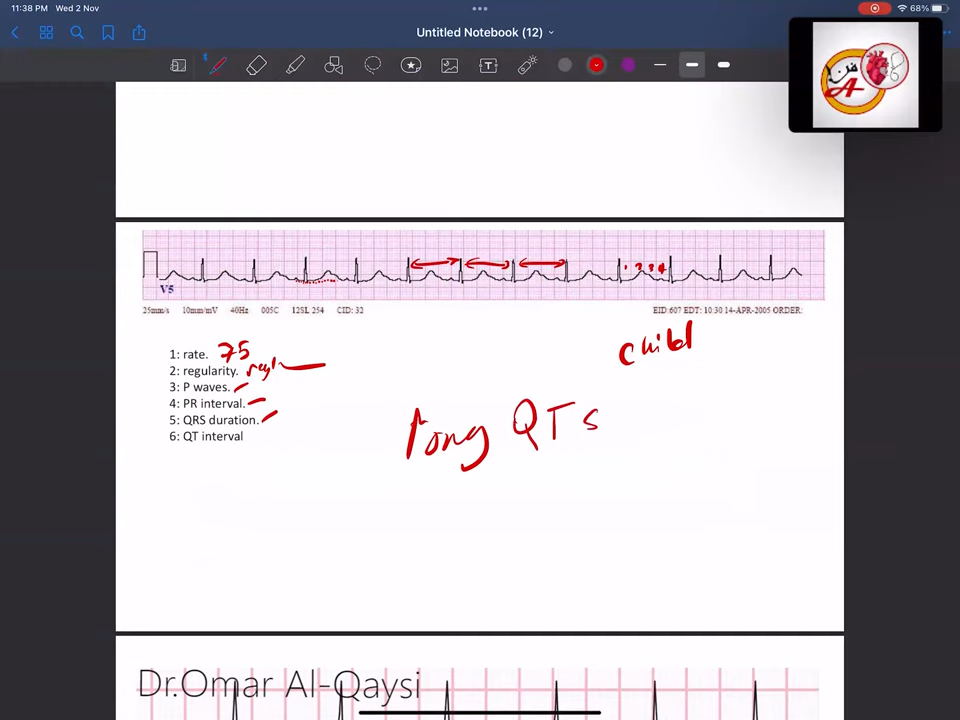 11:38 PM Wed 2 Nov
68%
Untitled Notebook (12)
فن
A
V5
25mm/s 10mm/mV 40Hz 005C 12SL 254 CID: 32
EID:607 EDT: 10:30 14-APR-2005 ORDER:
1: rate. 75
2: regularity.
3: P waves.
4: PR interval.
5: QRS duration.
6: QT interval
child
long QTs
Dr.Omar Al-Qaysi